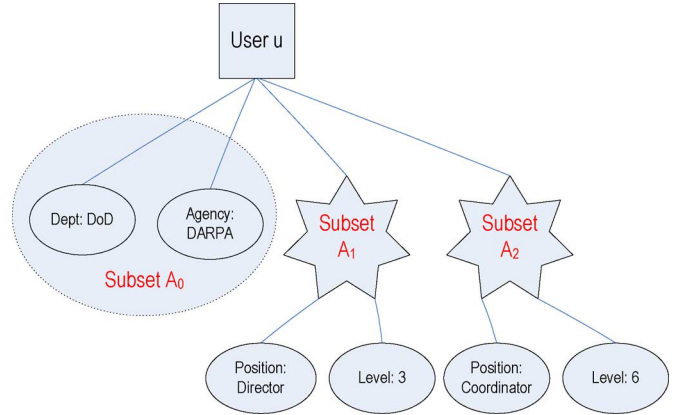 User u
Dept: DoD
Agency:
DARPA
Subset A₀
Subset
A₁
Subset
A₂
Position:
Director
Level: 3
Position:
Coordinator
Level: 6